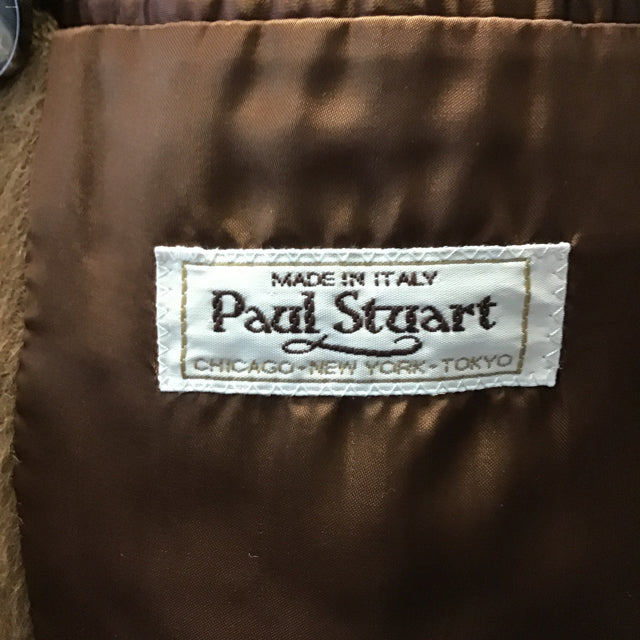 MADE IN ITALY
Paul Stuart
CHICAGO - NEW YORK - TOKYO